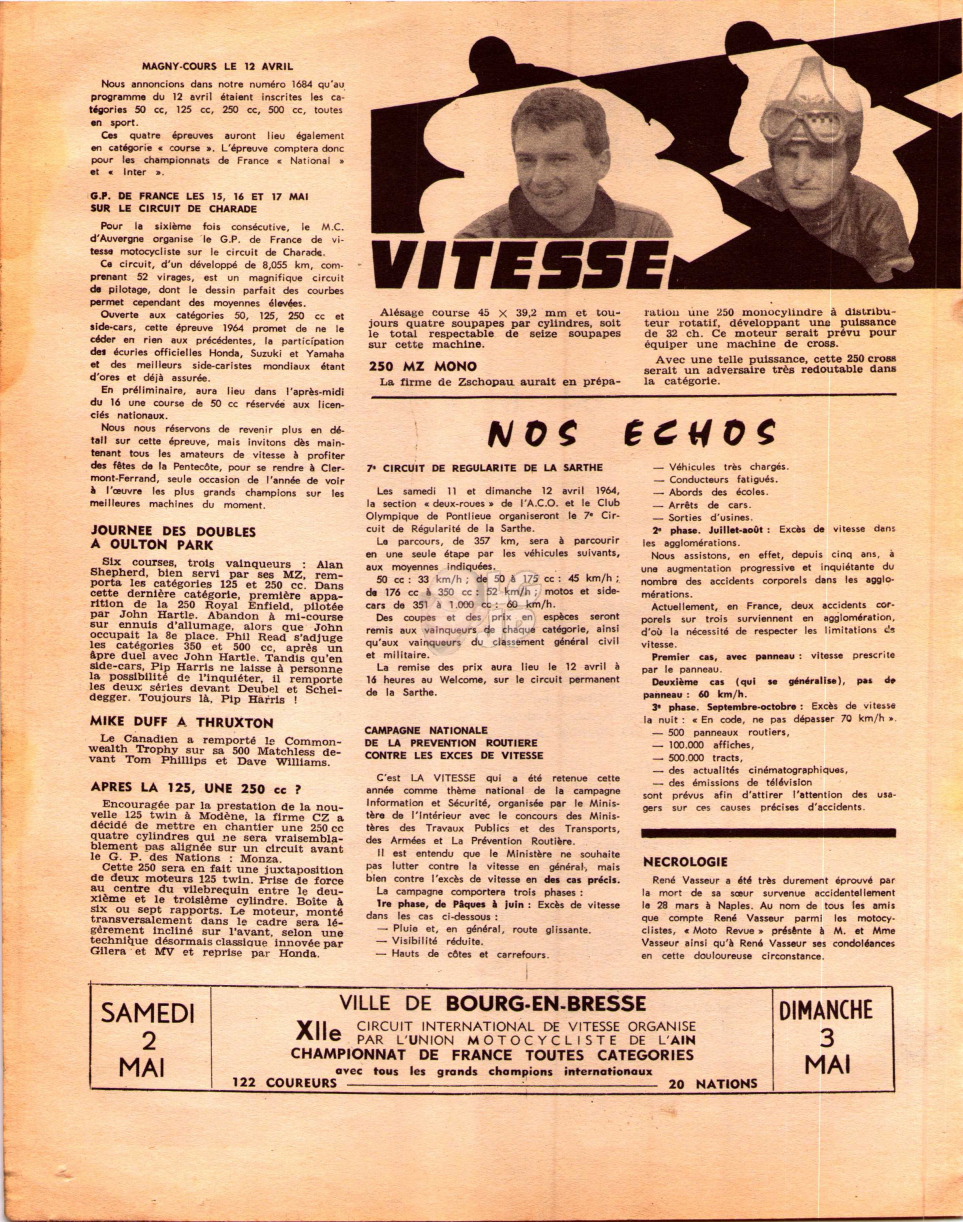 MAGNY-COURS LE 12 AVRIL
Nous annoncions dans notre numéro 1684 qu'au
programme du 12 avril étaient inscrites les ca-
tégories 50 cc, 125 cc, 250 cc, 500 cc, toutes
en sport.
Ces quatre épreuves auront lieu également
en catégorie « course ». L'épreuve comptera donc
pour les championnats de France « National »
et « Inter ».
G.P. DE FRANCE LES 15, 16 ET 17 MAI
SUR LE CIRCUIT DE CHARADE
Pour la sixième fois consécutive, le M.C.
d'Auvergne organise le G.P. de France de vi-
tesse motocycliste sur le circuit de Charade.
Ce circuit, d'un développé de 8,055 km, com-
prenant 52 virages, est un magnifique circuit
de pilotage, dont le dessin parfait des courbes
permet cependant des moyennes élevées.
Ouverte aux catégories 50, 125, 250 cc et
side-cars, cette épreuve 1964 promet de ne le
céder en rien aux précédentes, la participation
des écuries officielles Honda, Suzuki et Yamaha
et des meilleurs side-caristes mondiaux étant
d'ores et déjà assurée.
En préliminaire, aura lieu dans l'après-midi
du 16 une course de 50 cc réservée aux licen-
ciés nationaux.
Nous nous réservons de revenir plus en dé-
tail sur cette épreuve, mais invitons dès main-
tenant tous les amateurs de vitesse à profiter
des fêtes de la Pentecôte, pour se rendre à Cler-
mont-Ferrand, seule occasion de l'année de voir
à l'œuvre les plus grands champions sur les
meilleures machines du moment.
JOURNEE DES DOUBLES
A OULTON PARK
Six courses, trois vainqueurs : Alan
Shepherd, bien servi par ses MZ, rem-
porta les catégories 125 et 250 cc. Dans
cette dernière catégorie, première appa-
rition de la 250 Royal Enfield, pilotée
par John Hartle. Abandon à mi-course
sur ennuis d'allumage, alors que John
occupait la 8e place. Phil Read s'adjuge
les catégories 350 et 500 cc, après un
âpre duel avec John Hartle. Tandis qu'en
side-cars, Pip Harris ne laisse à personne
la possibilité de l'inquiéter, il remporte
les deux séries devant Deubel et Schei-
degger. Toujours là, Pip Harris !
MIKE DUFF A THRUXTON
Le Canadien a remporté le Common-
wealth Trophy sur sa 500 Matchless de-
vant Tom Phillips et Dave Williams.
APRES LA 125, UNE 250 cc ?
Encouragée par la prestation de la nou-
velle 125 twin à Modène, la firme CZ a
décidé de mettre en chantier une 250 cc
quatre cylindres qui ne sera vraisembla-
blement pas alignée sur un circuit avant
le G. P. des Nations : Monza.
Cette 250 sera en fait une juxtaposition
de deux moteurs 125 twin. Prise de force
au centre du vilebrequin entre le deu-
xième et le troisième cylindre. Boîte à
six ou sept rapports. Le moteur, monté
transversalement dans le cadre sera lé-
gèrement incliné sur l'avant, selon une
technique désormais classique innovée par
Gilera et MV et reprise par Honda.
VITESSE
Alésage course 45 × 39,2 mm et tou-
jours quatre soupapes par cylindres, soit
le total respectable de seize soupapes
sur cette machine.
250 MZ MONO
La firme de Zschopau aurait en prépa-
ration une 250 monocylindre à distribu-
teur rotatif, développant une puissance
de 32 ch. Ce moteur serait prévu pour
équiper une machine de cross.
Avec une telle puissance, cette 250 cross
serait un adversaire très redoutable dans
la catégorie.
NOS ECHOS
7e CIRCUIT DE REGULARITE DE LA SARTHE
Les samedi 11 et dimanche 12 avril 1964,
la section « deux-roues » de l'A.C.O. et le Club
Olympique de Pontlieue organiseront le 7e Cir-
cuit de Régularité de la Sarthe.
Le parcours, de 357 km, sera à parcourir
en une seule étape par les véhicules suivants,
aux moyennes indiquées.
50 cc : 33 km/h ; de 50 à 175 cc : 45 km/h ;
de 176 cc à 350 cc : 52 km/h ; motos et side-
cars de 351 à 1.000 cc : 60 km/h.
Des coupes et des prix en espèces seront
remis aux vainqueurs de chaque catégorie, ainsi
qu'aux vainqueurs du classement général civil
et militaire.
La remise des prix aura lieu le 12 avril à
16 heures au Welcome, sur le circuit permanent
de la Sarthe.
CAMPAGNE NATIONALE
DE LA PREVENTION ROUTIERE
CONTRE LES EXCES DE VITESSE
C'est LA VITESSE qui a été retenue cette
année comme thème national de la campagne
Information et Sécurité, organisée par le Minis-
tère de l'Intérieur avec le concours des Minis-
tères des Travaux Publics et des Transports,
des Armées et La Prévention Routière.
Il est entendu que le Ministère ne souhaite
pas lutter contre la vitesse en général, mais
bien contre l'excès de vitesse en des cas précis.
La campagne comportera trois phases :
1re phase, de Pâques à juin : Excès de vitesse
dans les cas ci-dessous :
— Pluie et, en général, route glissante.
— Visibilité réduite.
— Hauts de côtes et carrefours.
— Véhicules très chargés.
— Conducteurs fatigués.
— Abords des écoles.
— Arrêts de cars.
— Sorties d'usines.
2e phase. Juillet-août : Excès de vitesse dans
les agglomérations.
Nous assistons, en effet, depuis cinq ans, à
une augmentation progressive et inquiétante du
nombre des accidents corporels dans les agglo-
mérations.
Actuellement, en France, deux accidents cor-
porels sur trois surviennent en agglomération,
d'où la nécessité de respecter les limitations de
vitesse.
Premier cas, avec panneau : vitesse prescrite
par le panneau.
Deuxième cas (qui se généralise), pas de
panneau : 60 km/h.
3e phase. Septembre-octobre : Excès de vitesse
la nuit : « En code, ne pas dépasser 70 km/h ».
— 500 panneaux routiers,
— 100.000 affiches,
— 500.000 tracts,
— des actualités cinématographiques,
— des émissions de télévision
sont prévus afin d'attirer l'attention des usa-
gers sur ces causes précises d'accidents.
NECROLOGIE
René Vasseur a été très durement éprouvé par
la mort de sa sœur survenue accidentellement
le 28 mars à Naples. Au nom de tous les amis
que compte René Vasseur parmi les motocy-
clistes, « Moto Revue » présente à M. et Mme
Vasseur ainsi qu'à René Vasseur ses condoléances
en cette douloureuse circonstance.
SAMEDI
2
MAI
VILLE DE BOURG-EN-BRESSE
XIIe CIRCUIT INTERNATIONAL DE VITESSE ORGANISE
PAR L'UNION MOTOCYCLISTE DE L'AIN
CHAMPIONNAT DE FRANCE TOUTES CATEGORIES
avec tous les grands champions internationaux
122 COUREURS — 20 NATIONS
DIMANCHE
3
MAI